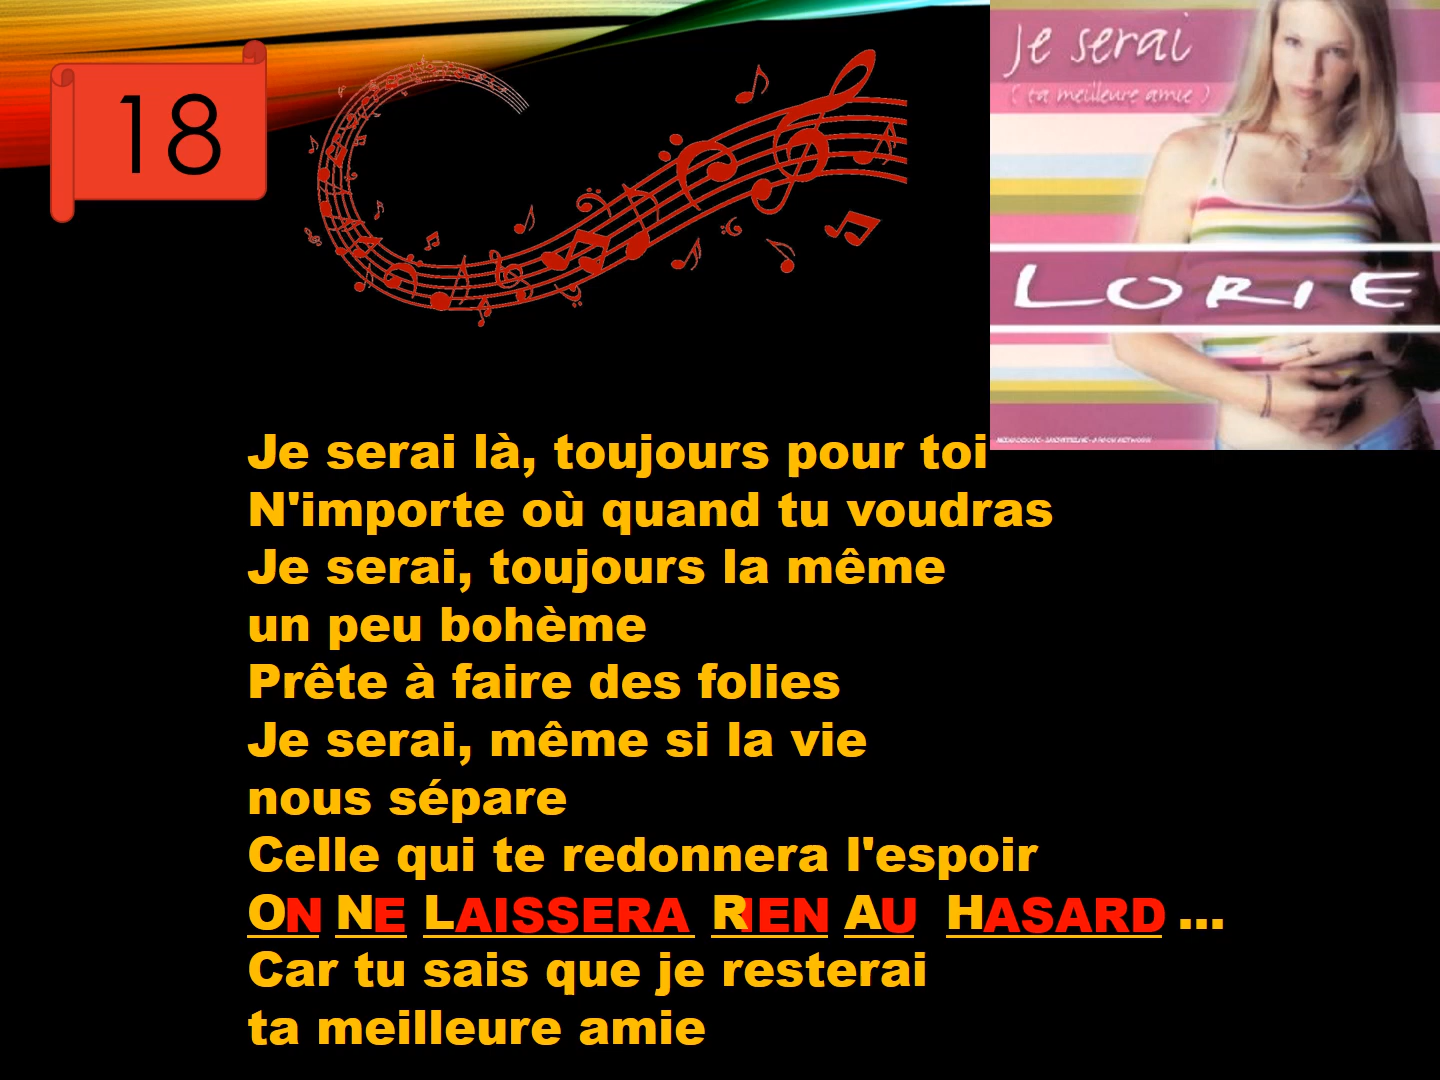 18
Je serai
(ta meilleure amie)
LORIE
Je serai là, toujours pour toi
N'importe où quand tu voudras
Je serai, toujours la même
un peu bohème
Prête à faire des folies
Je serai, même si la vie
nous sépare
Celle qui te redonnera l'espoir
ON NE LAISSERA RIEN AU HASARD ...
Car tu sais que je resterai
ta meilleure amie